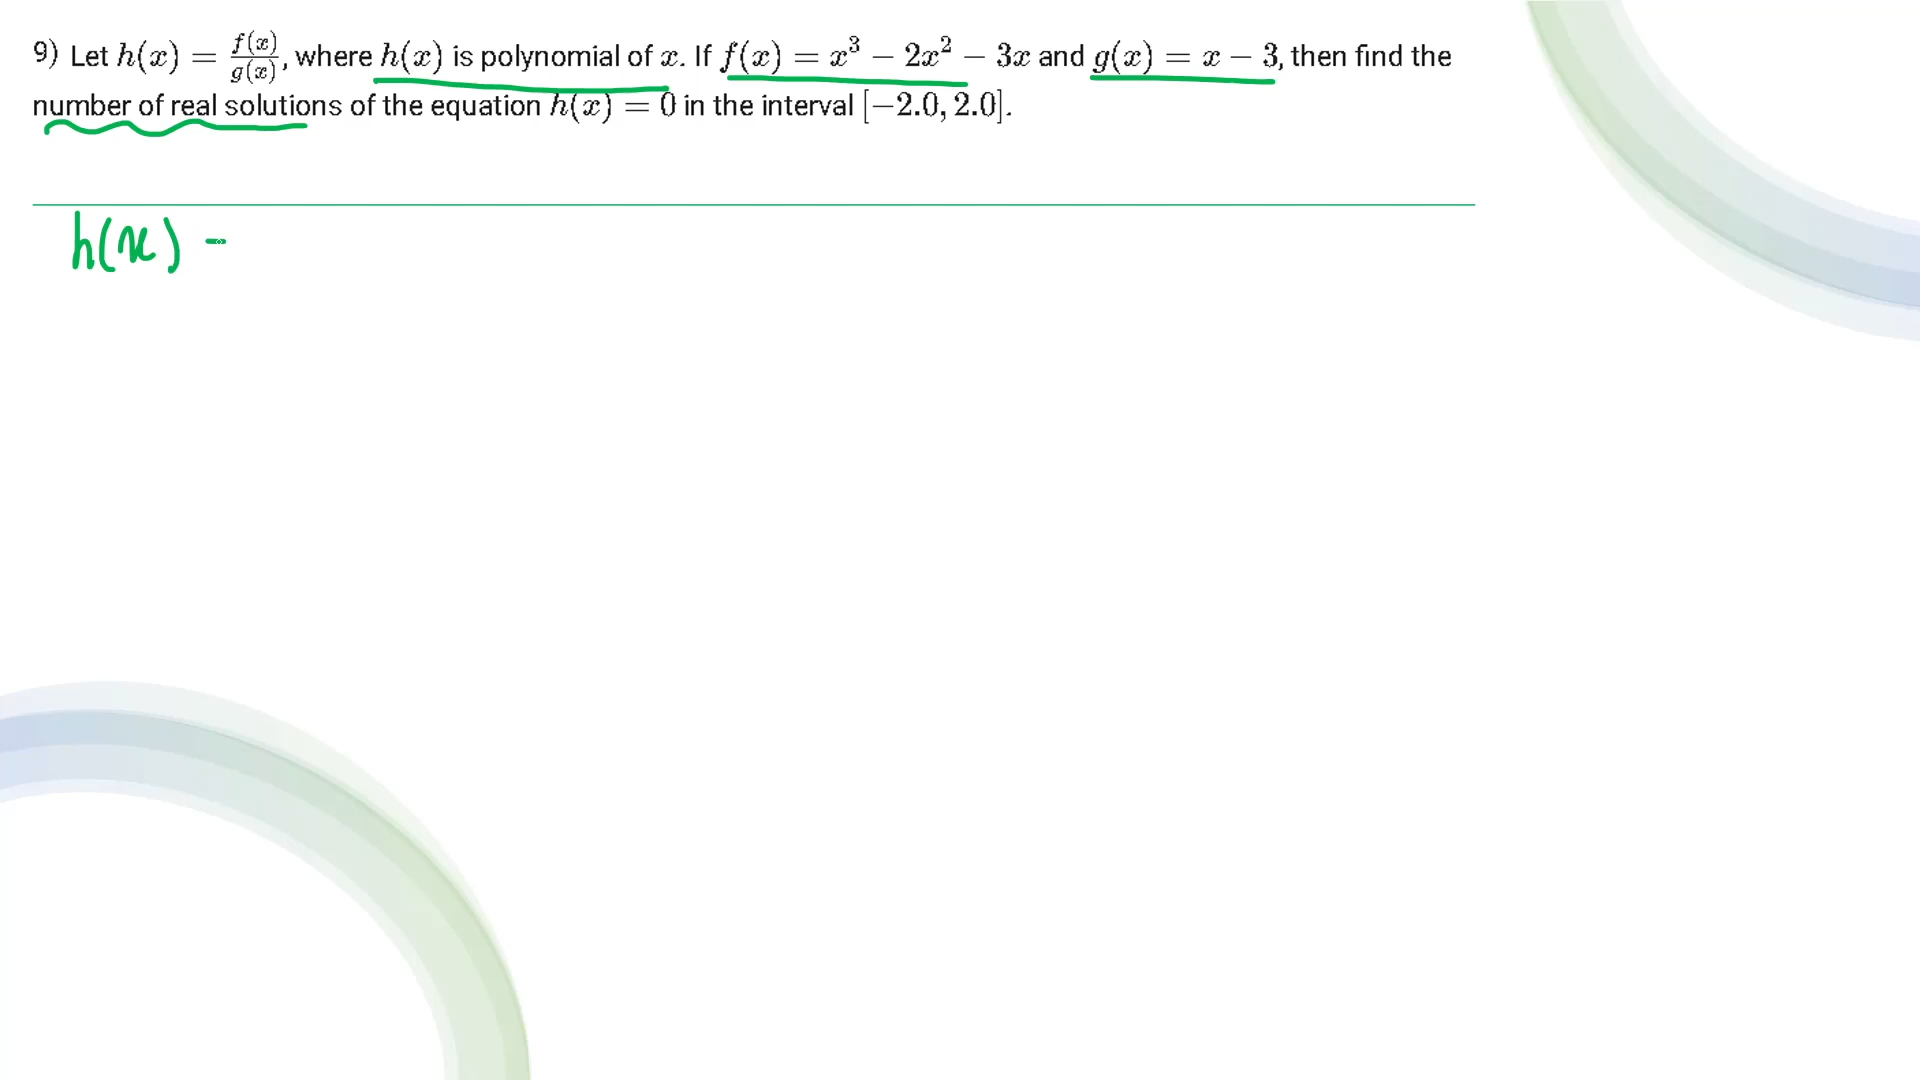 9) Let h(x) = f(x)/g(x), where h(x) is polynomial of x. If f(x) = x³ − 2x² − 3x and g(x) = x − 3, then find the
number of real solutions of the equation h(x) = 0 in the interval [−2.0, 2.0].
h(x) -